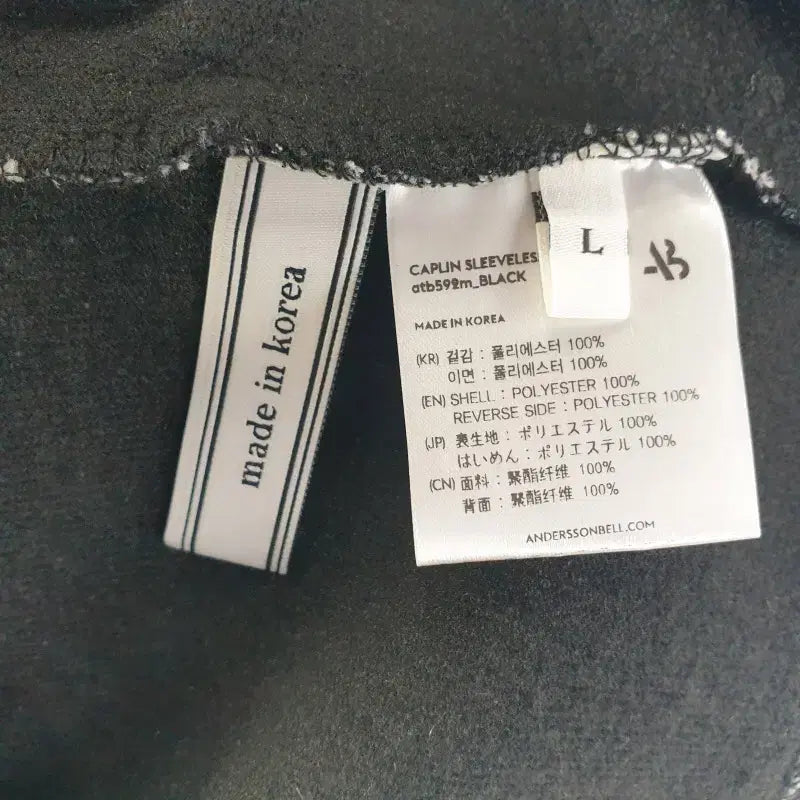 made in korea
L
CAPLIN SLEEVELES
atb592m_BLACK
MADE IN KOREA
(KR) 겉감 : 폴리에스터 100%
이면 : 폴리에스터 100%
(EN) SHELL : POLYESTER 100%
REVERSE SIDE : POLYESTER 100%
(JP) 表生地 : ポリエステル 100%
はいめん : ポリエステル 100%
(CN) 面料 : 聚酯纤维 100%
背面 : 聚酯纤维 100%
ANDERSSONBELL.COM